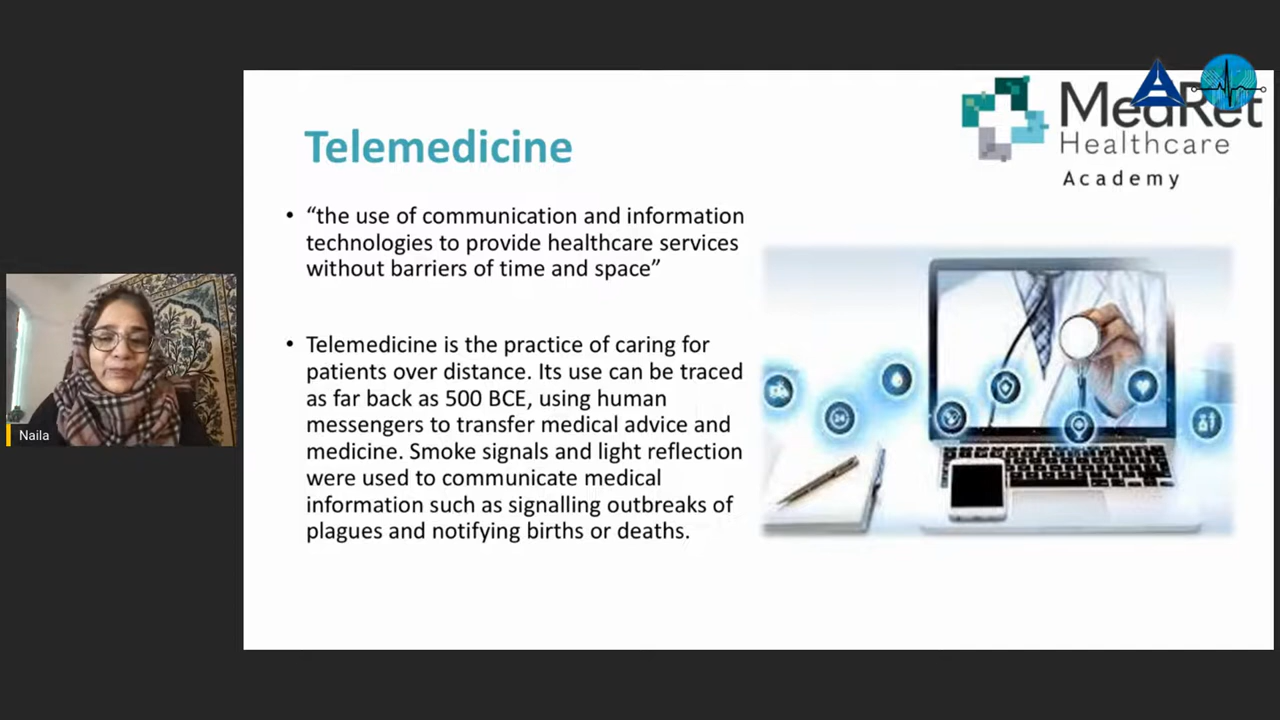 Telemedicine
• “the use of communication and information
technologies to provide healthcare services
without barriers of time and space”
• Telemedicine is the practice of caring for
patients over distance. Its use can be traced
as far back as 500 BCE, using human
messengers to transfer medical advice and
medicine. Smoke signals and light reflection
were used to communicate medical
information such as signalling outbreaks of
plagues and notifying births or deaths.
MedRet
Healthcare
Academy
24
Naila